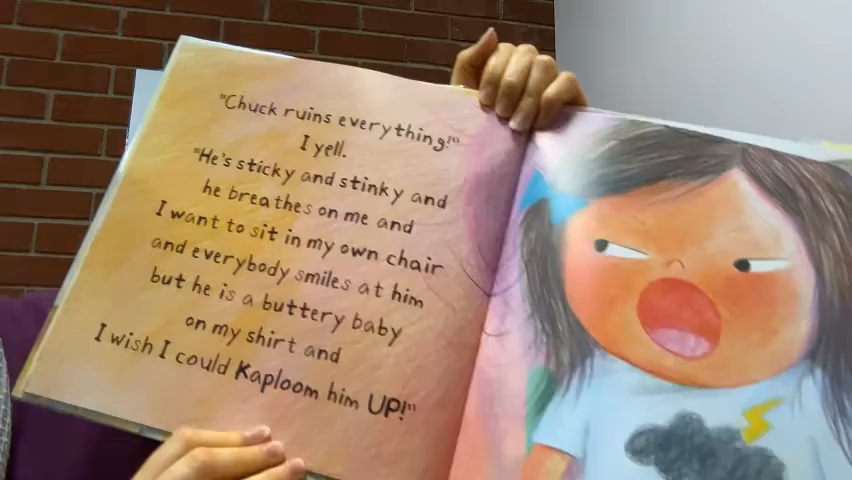 "Chuck ruins everything!"
I yell.
"He's sticky and stinky and
he breathes on me and
I want to sit in my own chair
and everybody smiles at him
but he is a buttery baby
on my shirt and
I wish I could Kaploom him UP!"